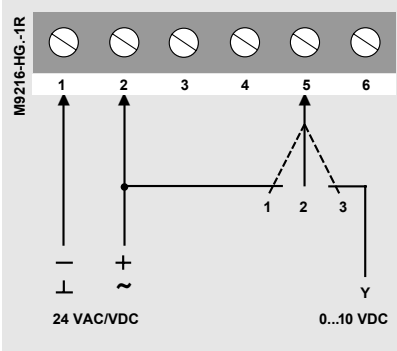 M9216-HG.-1R
1 2 3 4 5 6
1 2 3
− +
⊥ ~
Y
24 VAC/VDC 0...10 VDC